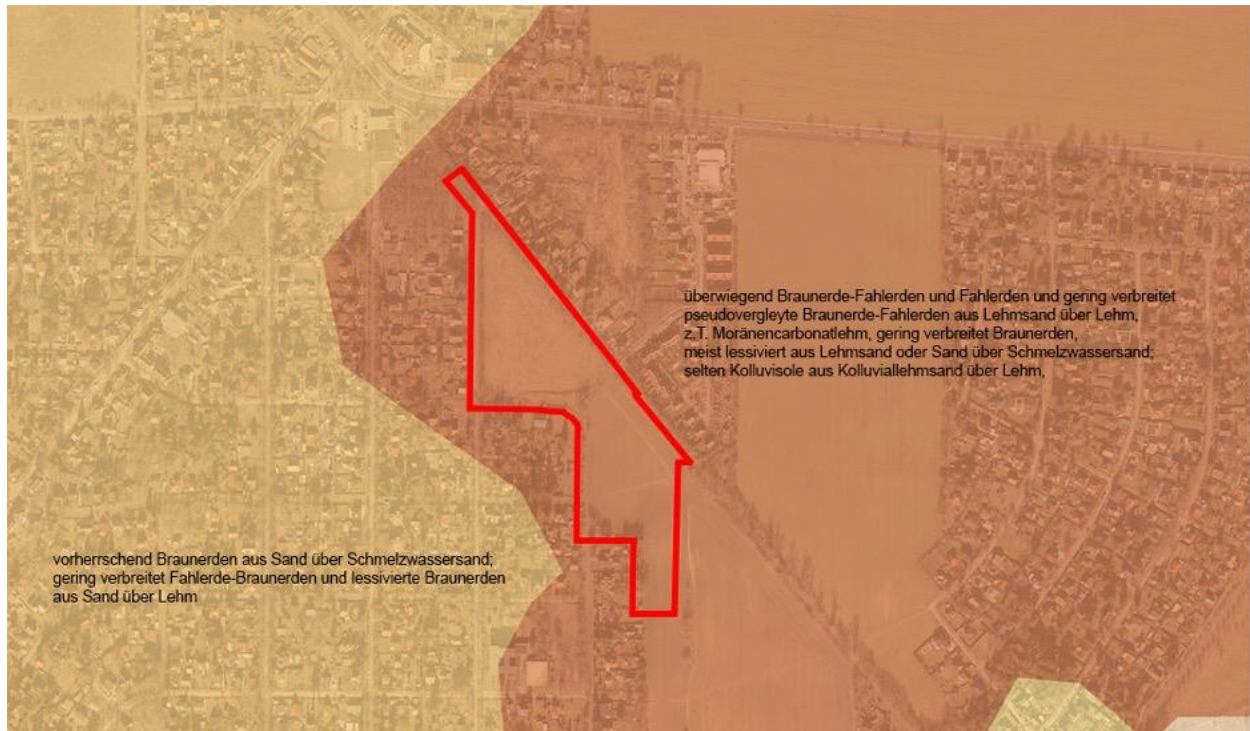 überwiegend Braunerde-Fahlerden und Fahlerden und gering verbreitet
pseudovergleyte Braunerde-Fahlerden aus Lehmsand über Lehm,
z.T. Moränencarbonatlehm, gering verbreitet Braunerden,
meist lessiviert aus Lehmsand oder Sand über Schmelzwassersand;
selten Kolluvisole aus Kolluviallehmsand über Lehm,
vorherrschend Braunerden aus Sand über Schmelzwassersand;
gering verbreitet Fahlerde-Braunerden und lessivierte Braunerden
aus Sand über Lehm